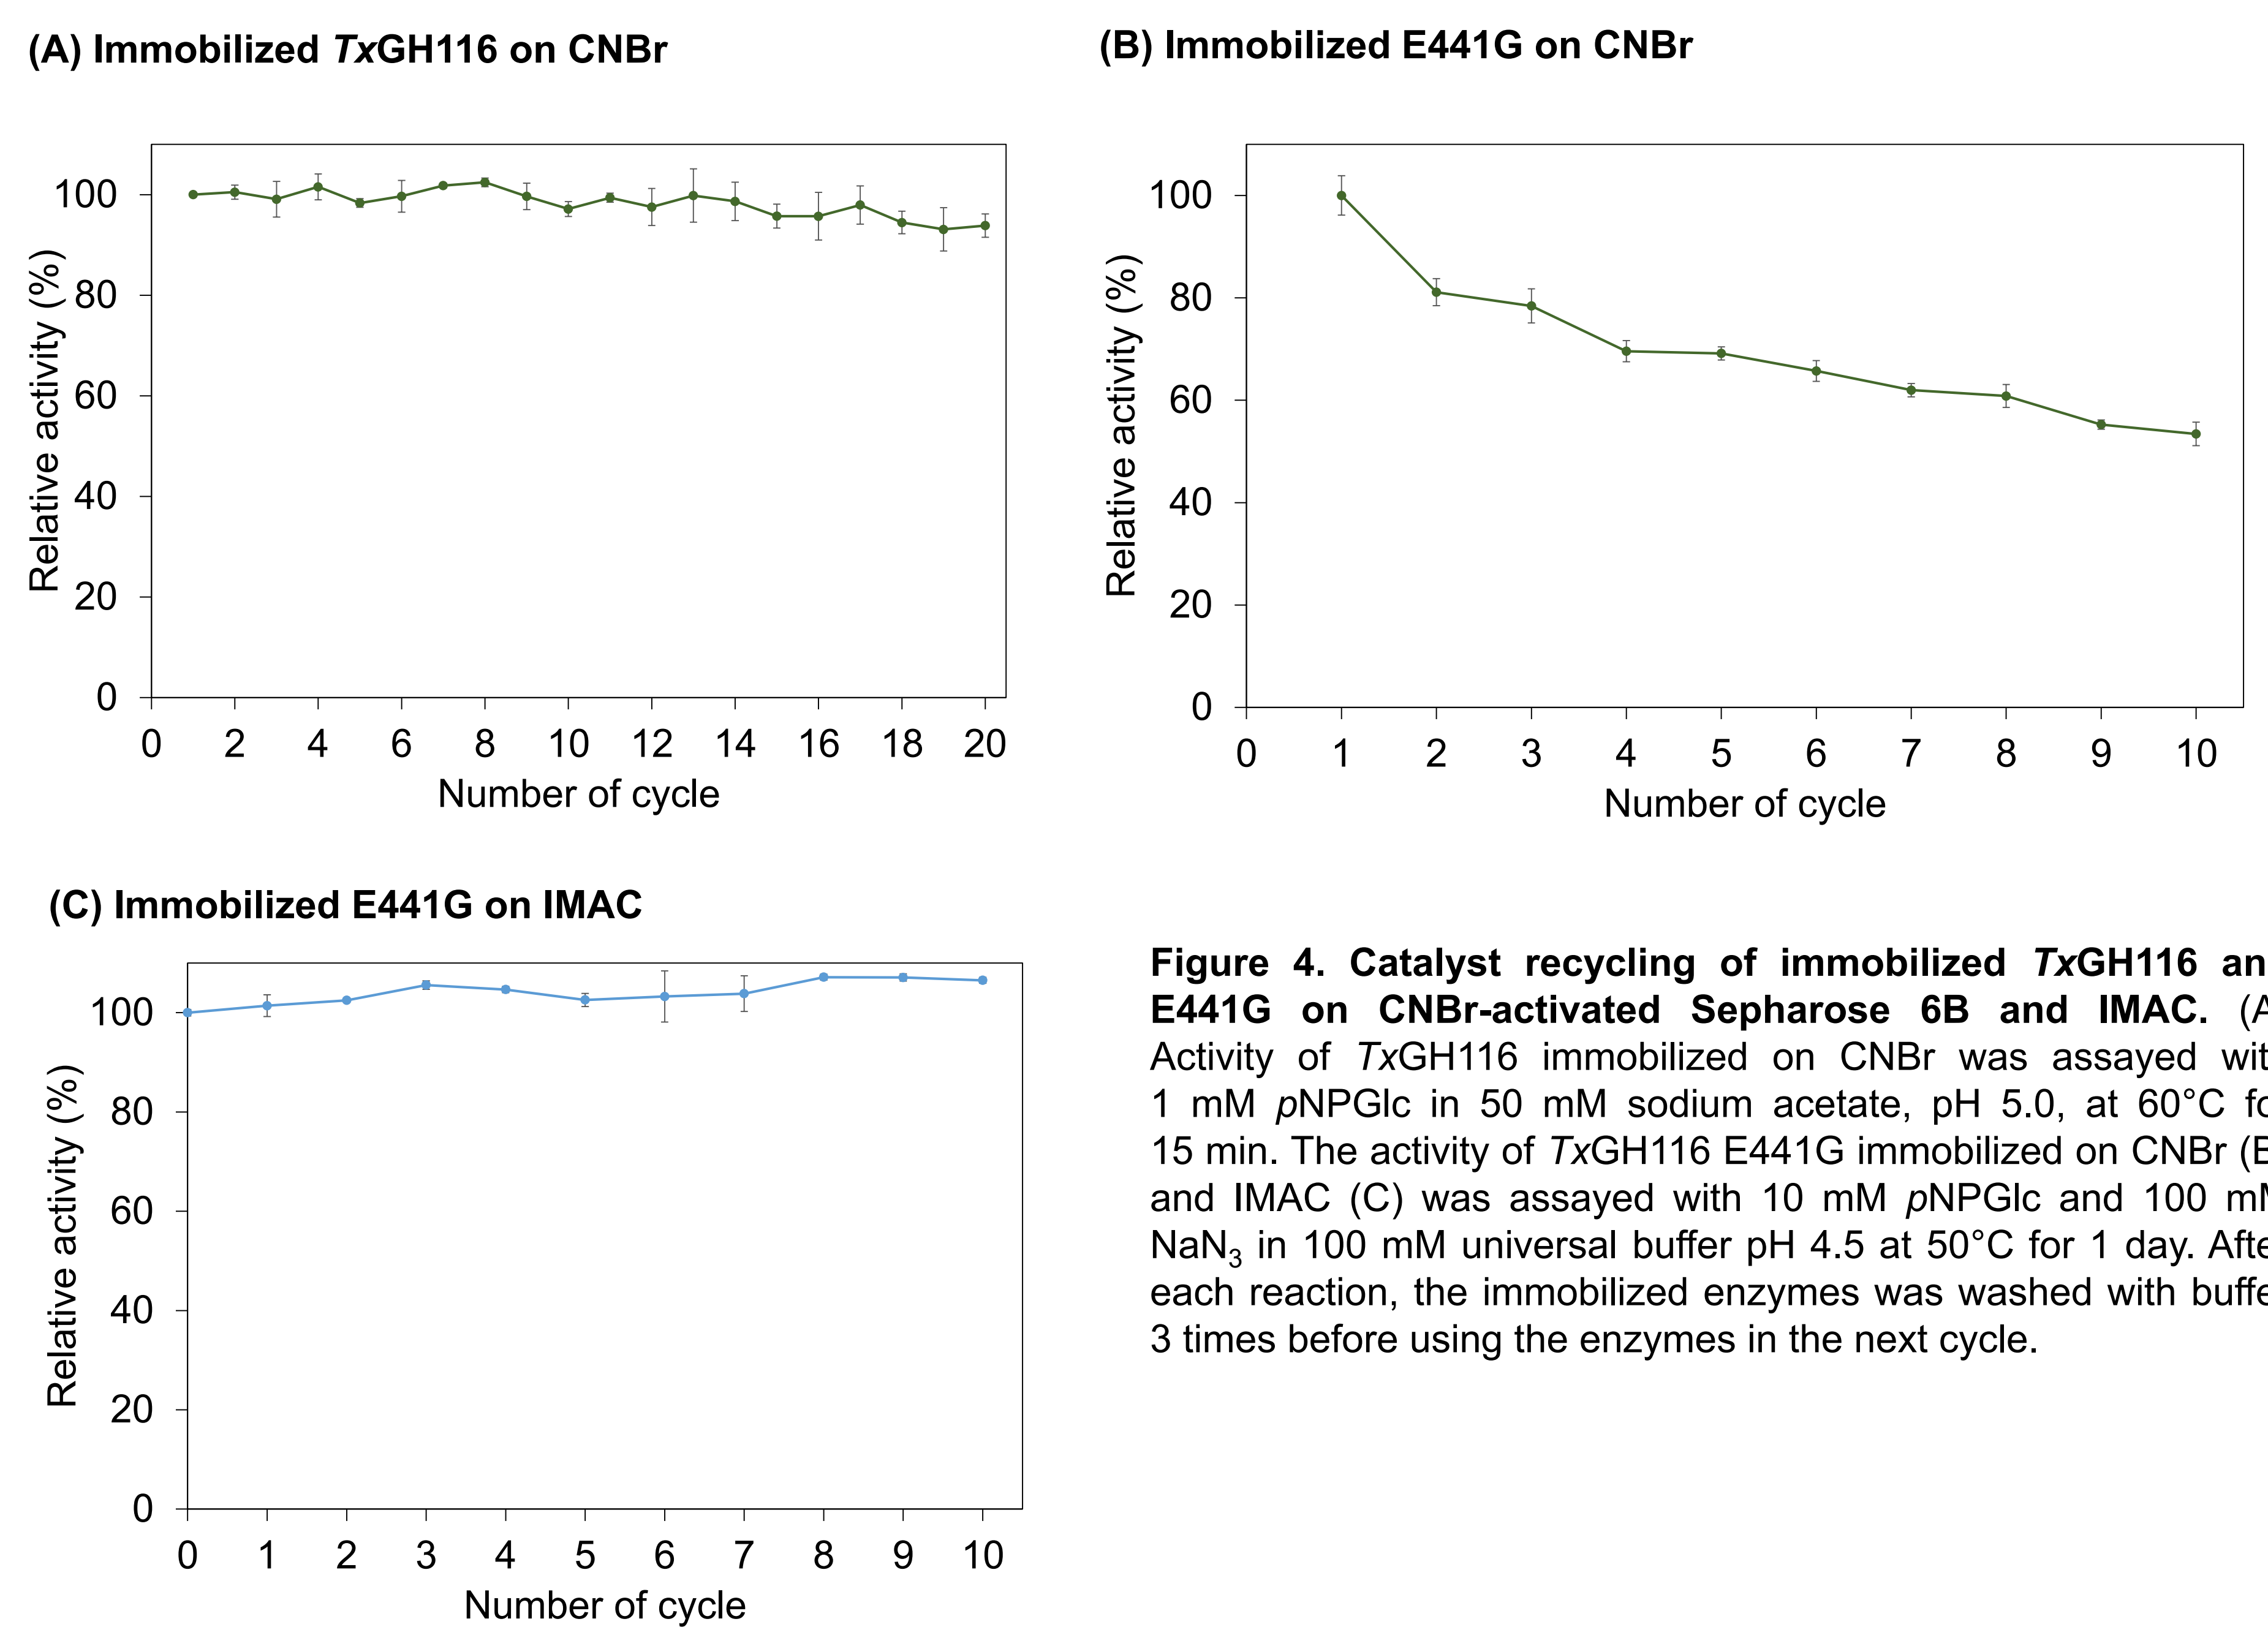 (A) Immobilized TxGH116 on CNBr
100
80
60
40
20
0
Relative activity (%)
0 2 4 6 8 10 12 14 16 18 20
Number of cycle
(B) Immobilized E441G on CNBr
100
80
60
40
20
0
Relative activity (%)
0 1 2 3 4 5 6 7 8 9 10
Number of cycle
(C) Immobilized E441G on IMAC
100
80
60
40
20
0
Relative activity (%)
0 1 2 3 4 5 6 7 8 9 10
Number of cycle
Figure 4. Catalyst recycling of immobilized TxGH116 an
E441G on CNBr-activated Sepharose 6B and IMAC. (A
Activity of TxGH116 immobilized on CNBr was assayed wit
1 mM pNPGlc in 50 mM sodium acetate, pH 5.0, at 60°C fo
15 min. The activity of TxGH116 E441G immobilized on CNBr (B
and IMAC (C) was assayed with 10 mM pNPGlc and 100 mM
NaN₃ in 100 mM universal buffer pH 4.5 at 50°C for 1 day. Afte
each reaction, the immobilized enzymes was washed with buffe
3 times before using the enzymes in the next cycle.